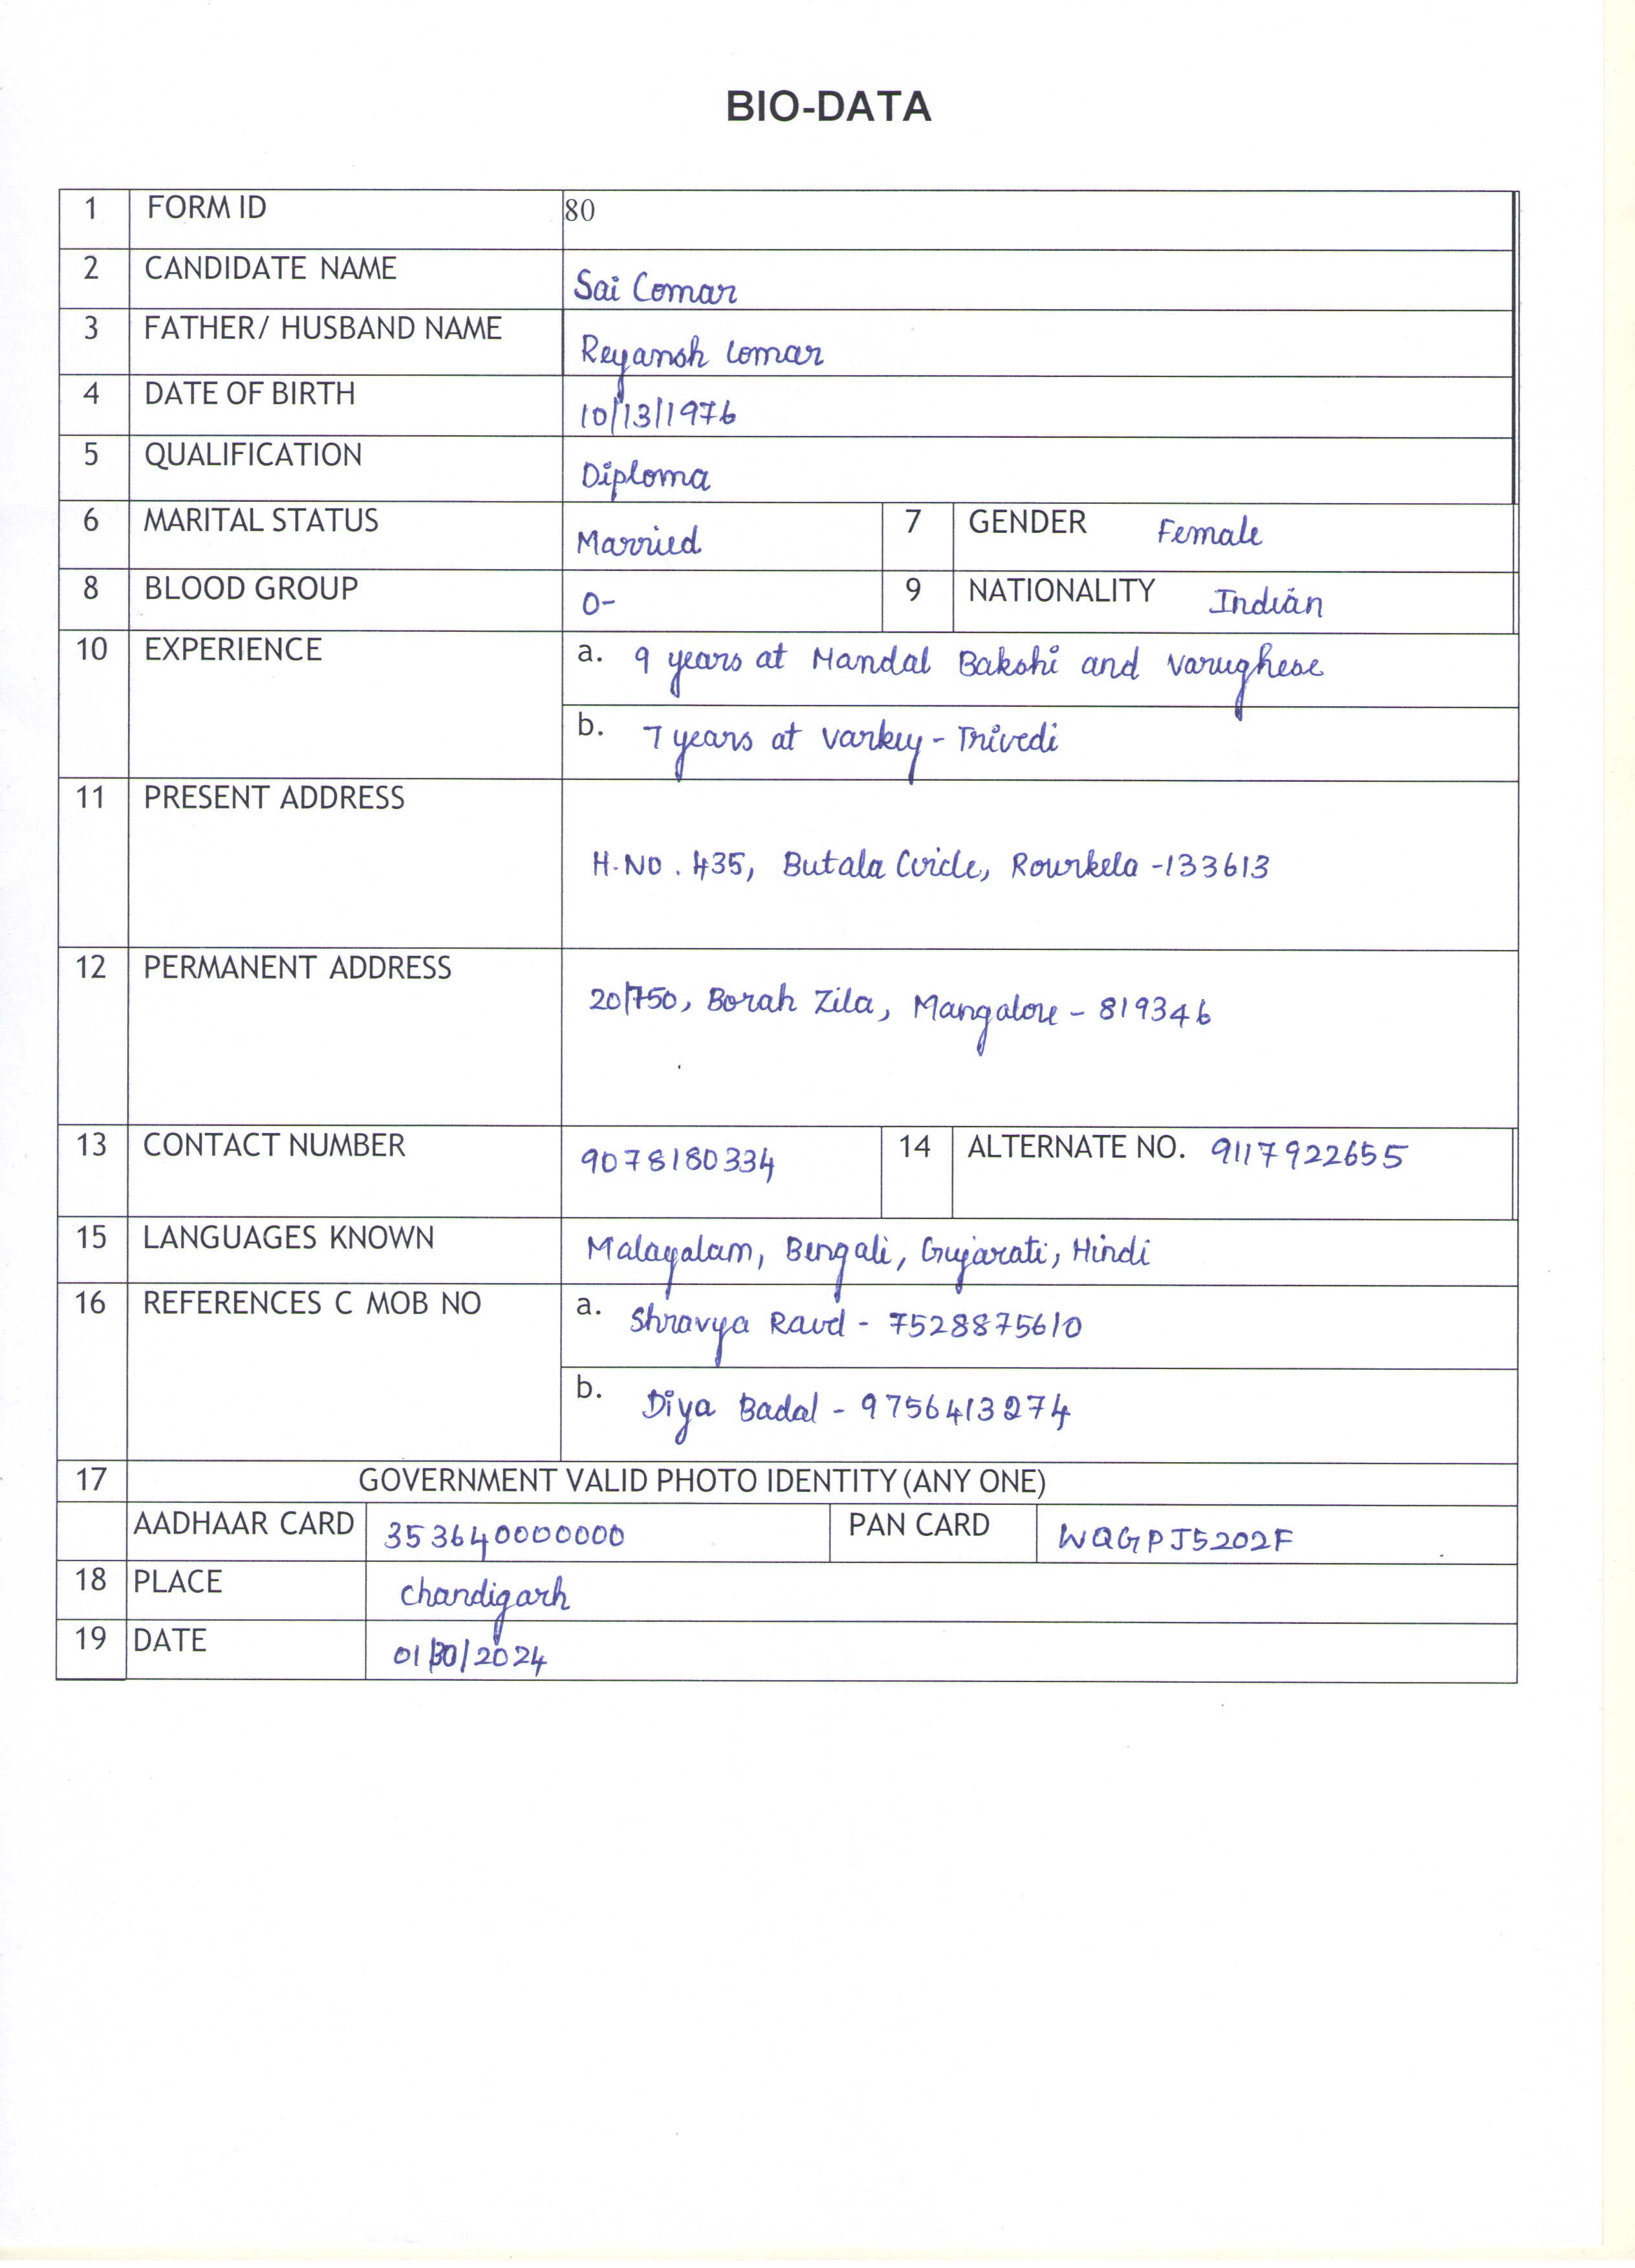 BIO-DATA
1 FORM ID 80
2 CANDIDATE NAME Sai Comar
3 FATHER/ HUSBAND NAME Reyansh Comar
4 DATE OF BIRTH 10/13/1976
5 QUALIFICATION Diploma
6 MARITAL STATUS Married 7 GENDER Female
8 BLOOD GROUP O- 9 NATIONALITY Indian
10 EXPERIENCE a. 9 years at Mandal Bakshi and Varughese
b. 7 years at Varkey - Trivedi
11 PRESENT ADDRESS
H.NO. 435, Butala Circle, Rourkela -133613
12 PERMANENT ADDRESS
20/750, Borah Zila, Mangalore - 819346
13 CONTACT NUMBER 9078180334 14 ALTERNATE NO. 9117922655
15 LANGUAGES KNOWN Malayalam, Bengali, Gujarati, Hindi
16 REFERENCES C MOB NO a. Shravya Ravel - 7528875610
b. Diya Badal - 9756413274
17 GOVERNMENT VALID PHOTO IDENTITY (ANY ONE)
AADHAAR CARD 353640000000 PAN CARD WQGPJ5202F
18 PLACE Chandigarh
19 DATE 01/30/2024